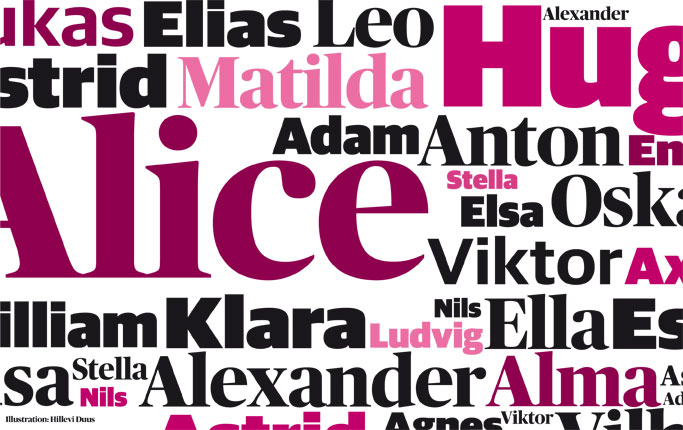 ukas Elias Leo Alexander
strid Matilda Hug
Alice Adam Anton En
Stella
Elsa Oska
Viktor Ax
illiam Klara Nils Ella Es
Ludvig
sa Stella Alexander Alma As
Nils Ad
Illustration: Hillevi Duus Astrid Agnes Viktor Vilh